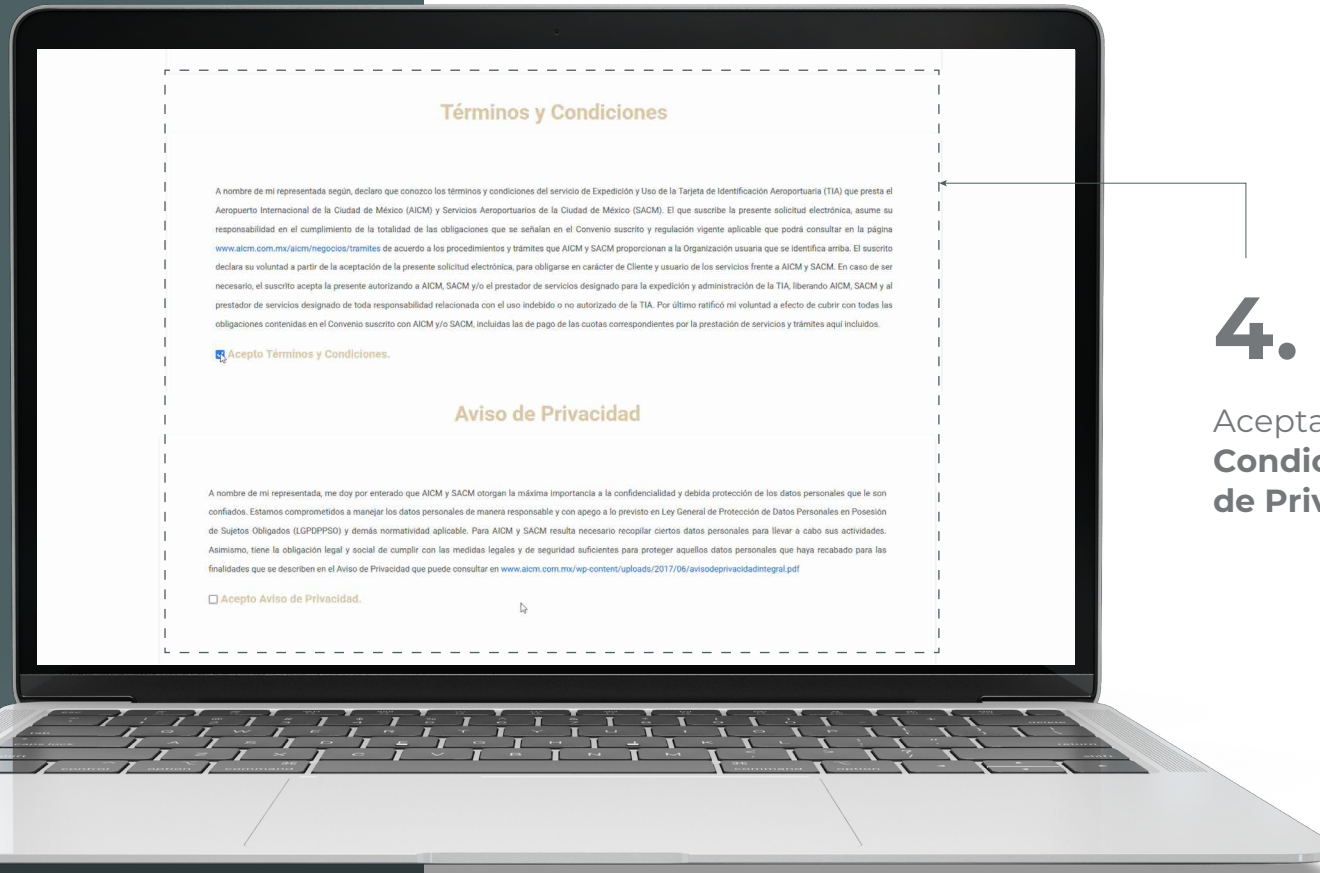 Términos y Condiciones
A nombre de mi representada según, declaro que conozco los términos y condiciones del servicio de Expedición y Uso de la Tarjeta de Identificación Aeroportuaria (TIA) que presta el
Aeropuerto Internacional de la Ciudad de México (AICM) y Servicios Aeroportuarios de la Ciudad de México (SACM). El que suscribe la presente solicitud electrónica, asume su
responsabilidad en el cumplimiento de la totalidad de las obligaciones que se señalan en el Convenio suscrito y regulación vigente aplicable que podrá consultar en la página
www.aicm.com.mx/aicm/negocios/tramites de acuerdo a los procedimientos y trámites que AICM y SACM proporcionan a la Organización usuaria que se identifica arriba. El suscrito
declara su voluntad a partir de la aceptación de la presente solicitud electrónica, para obligarse en carácter de Cliente y usuario de los servicios frente a AICM y SACM. En caso de ser
necesario, el suscrito acepta la presente autorizando a AICM, SACM y/o el prestador de servicios designado para la expedición y administración de la TIA, liberando AICM, SACM y al
prestador de servicios designado de toda responsabilidad relacionada con el uso indebido o no autorizado de la TIA. Por último ratificó mi voluntad a efecto de cubrir con todas las
obligaciones contenidas en el Convenio suscrito con AICM y/o SACM, incluidas las de pago de las cuotas correspondientes por la prestación de servicios y trámites aquí incluidos.
Acepto Términos y Condiciones.
Aviso de Privacidad
A nombre de mi representada, me doy por enterado que AICM y SACM otorgan la máxima importancia a la confidencialidad y debida protección de los datos personales que le son
confiados. Estamos comprometidos a manejar los datos personales de manera responsable y con apego a lo previsto en Ley General de Protección de Datos Personales en Posesión
de Sujetos Obligados (LGPDPPSO) y demás normatividad aplicable. Para AICM y SACM resulta necesario recopilar ciertos datos personales para llevar a cabo sus actividades.
Asimismo, tiene la obligación legal y social de cumplir con las medidas legales y de seguridad suficientes para proteger aquellos datos personales que haya recabado para las
finalidades que se describen en el Aviso de Privacidad que puede consultar en www.aicm.com.mx/wp-content/uploads/2017/06/avisodeprivacidadintegral.pdf
Acepto Aviso de Privacidad.
4.
Acepta
Condic
de Priv